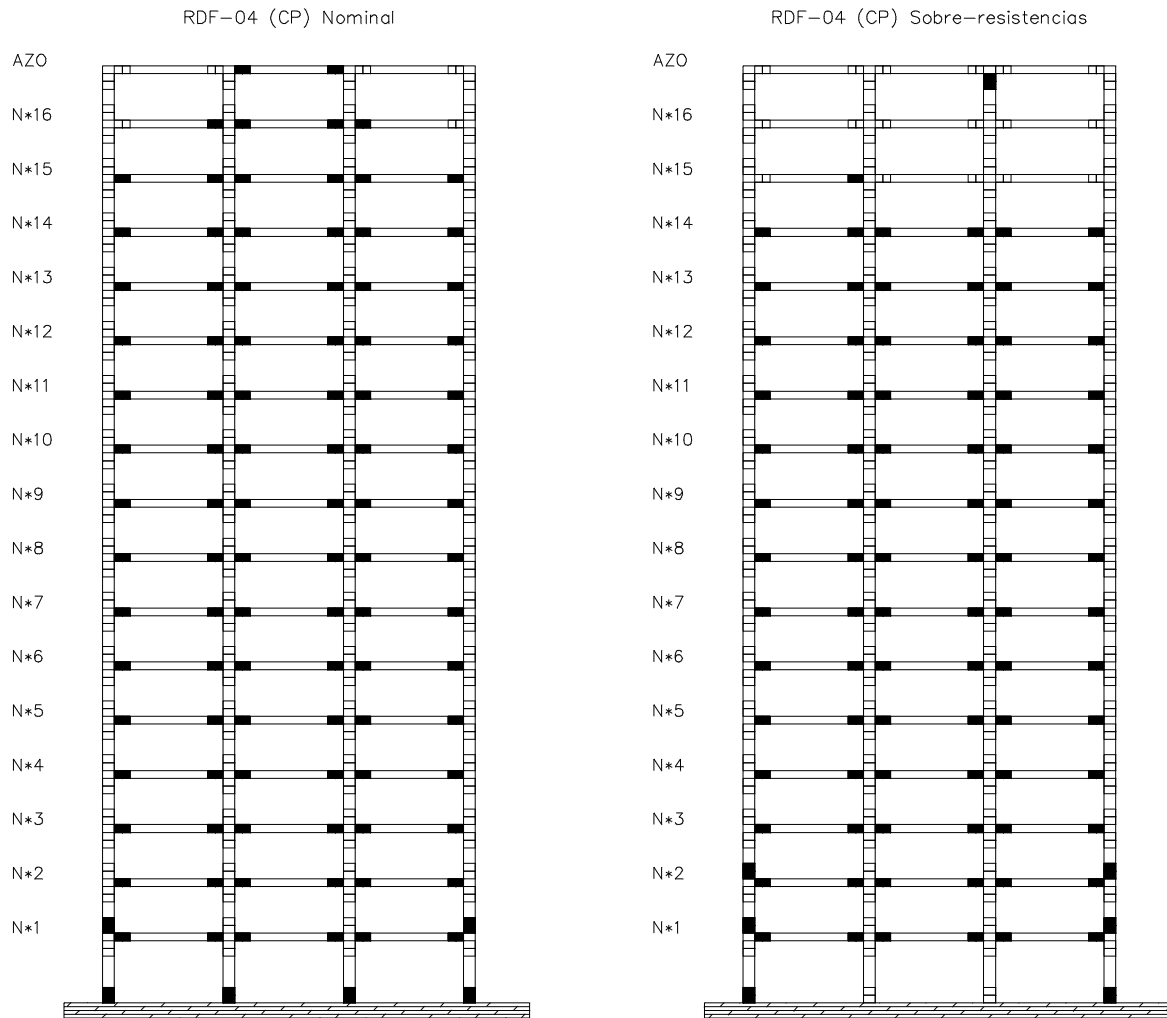 RDF-04 (CP) Nominal
AZO
N*16
N*15
N*14
N*13
N*12
N*11
N*10
N*9
N*8
N*7
N*6
N*5
N*4
N*3
N*2
N*1
RDF-04 (CP) Sobre-resistencias
AZO
N*16
N*15
N*14
N*13
N*12
N*11
N*10
N*9
N*8
N*7
N*6
N*5
N*4
N*3
N*2
N*1